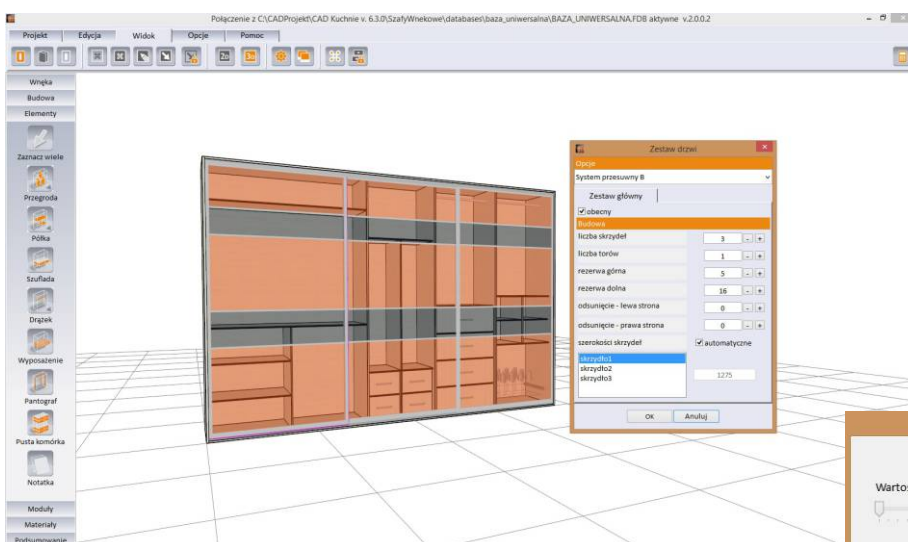 Połączenie z C:\CADProjekt\CAD Kuchnie v. 6.3.0\SzafyWnekowe\databases\baza_uniwersalna\BAZA_UNIWERSALNA.FDB aktywne v.2.0.0.2
Projekt Edycja Widok Opcje Pomoc
2D 3D
Wnęka
Budowa
Elementy
Zaznacz wiele
Przegroda
Półka
Szuflada
Drążek
Wyposażenie
Pantograf
Pusta komórka
Notatka
Moduły
Materiały
Podsumowanie
Zestaw drzwi
Opcje
System przesuwny B
Zestaw główny
obecny
Budowa
liczba skrzydeł 3 - +
liczba torów 1 - +
rezerwa górna 5 - +
rezerwa dolna 16 - +
odsunięcie - lewa strona 0 - +
odsunięcie - prawa strona 0 - +
szerokości skrzydeł automatyczne
skrzydło1
skrzydło2
skrzydło3
1275
OK Anuluj